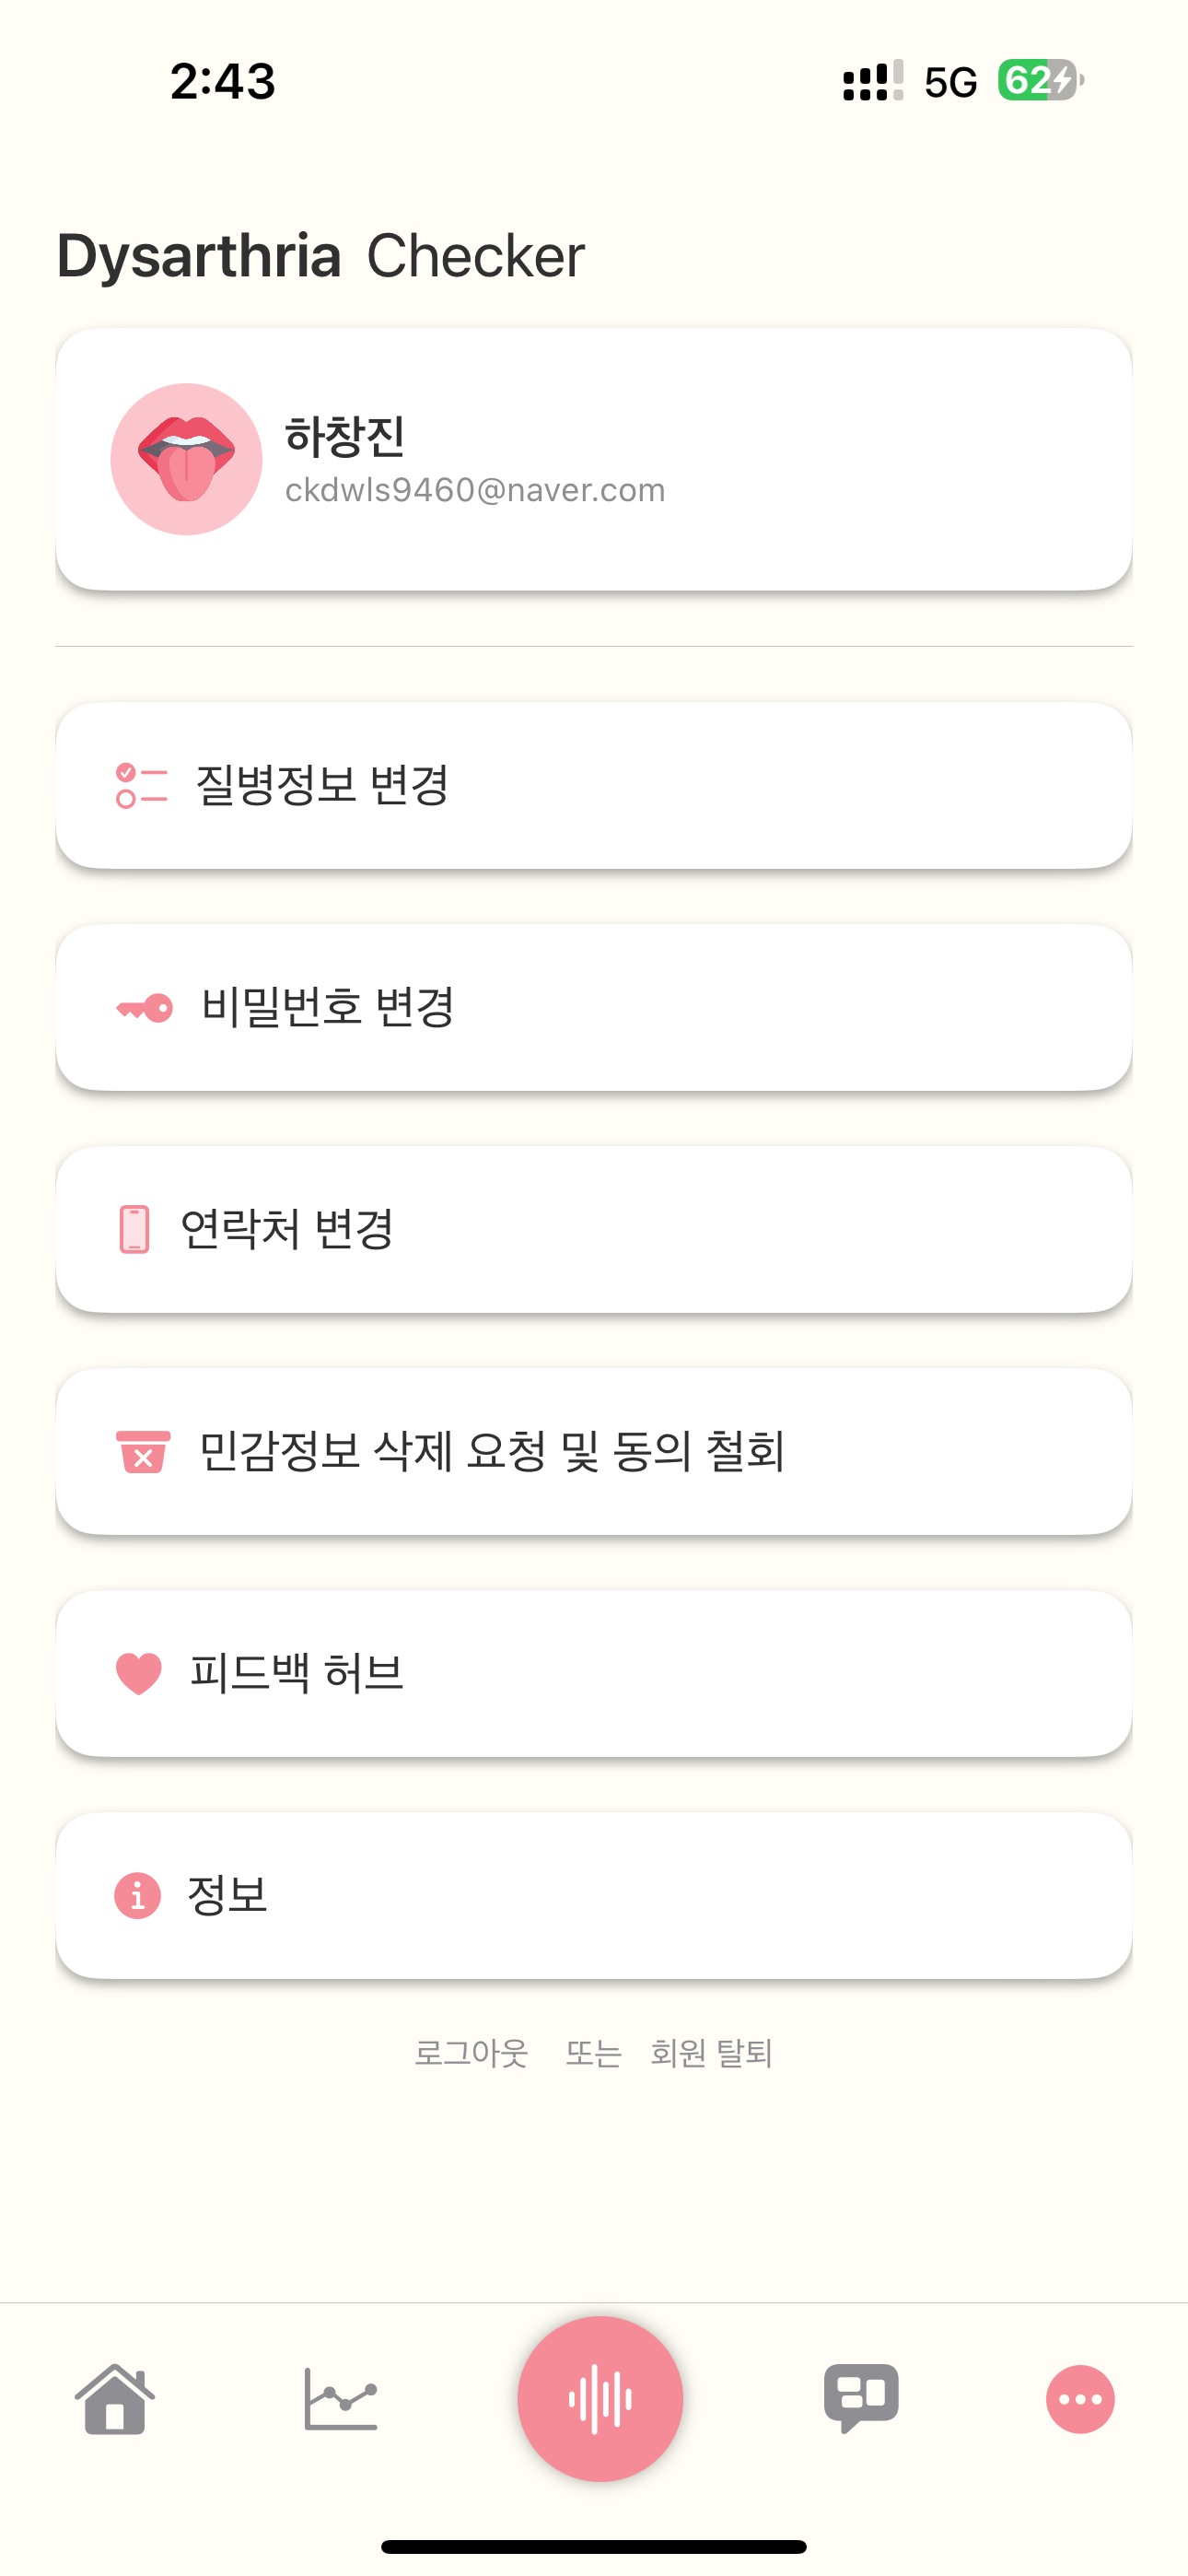 2:43 5G 62
Dysarthria Checker
하창진
ckdwls9460@naver.com
질병정보 변경
비밀번호 변경
연락처 변경
민감정보 삭제 요청 및 동의 철회
피드백 허브
정보
로그아웃 또는 회원 탈퇴